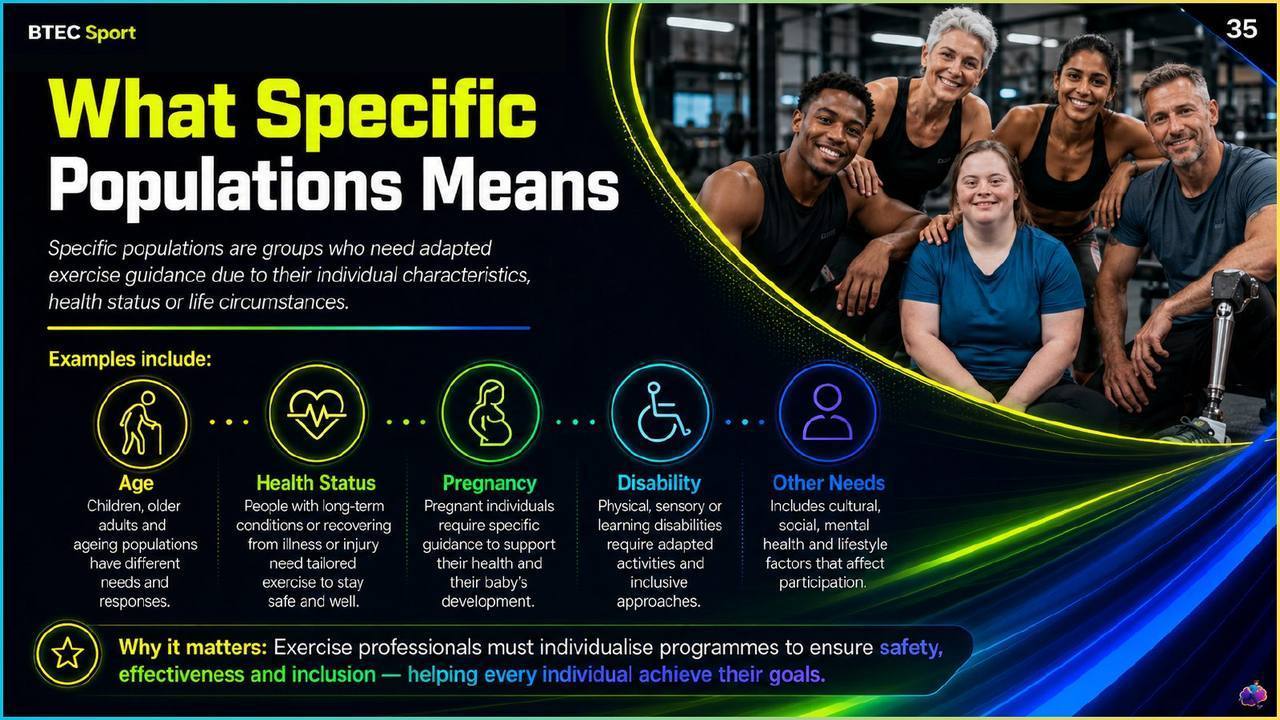 BTEC Sport
35
What Specific
Populations Means
Specific populations are groups who need adapted
exercise guidance due to their individual characteristics,
health status or life circumstances.
Examples include:
Age
Children, older
adults and
ageing populations
have different
needs and
responses.
Health Status
People with long-term
conditions or recovering
from illness or injury
need tailored
exercise to stay
safe and well.
Pregnancy
Pregnant individuals
require specific
guidance to support
their health and
their baby's
development.
Disability
Physical, sensory or
learning disabilities
require adapted
activities and
inclusive
approaches.
Other Needs
Includes cultural,
social, mental
health and lifestyle
factors that affect
participation.
Why it matters: Exercise professionals must individualise programmes to ensure safety,
effectiveness and inclusion — helping every individual achieve their goals.